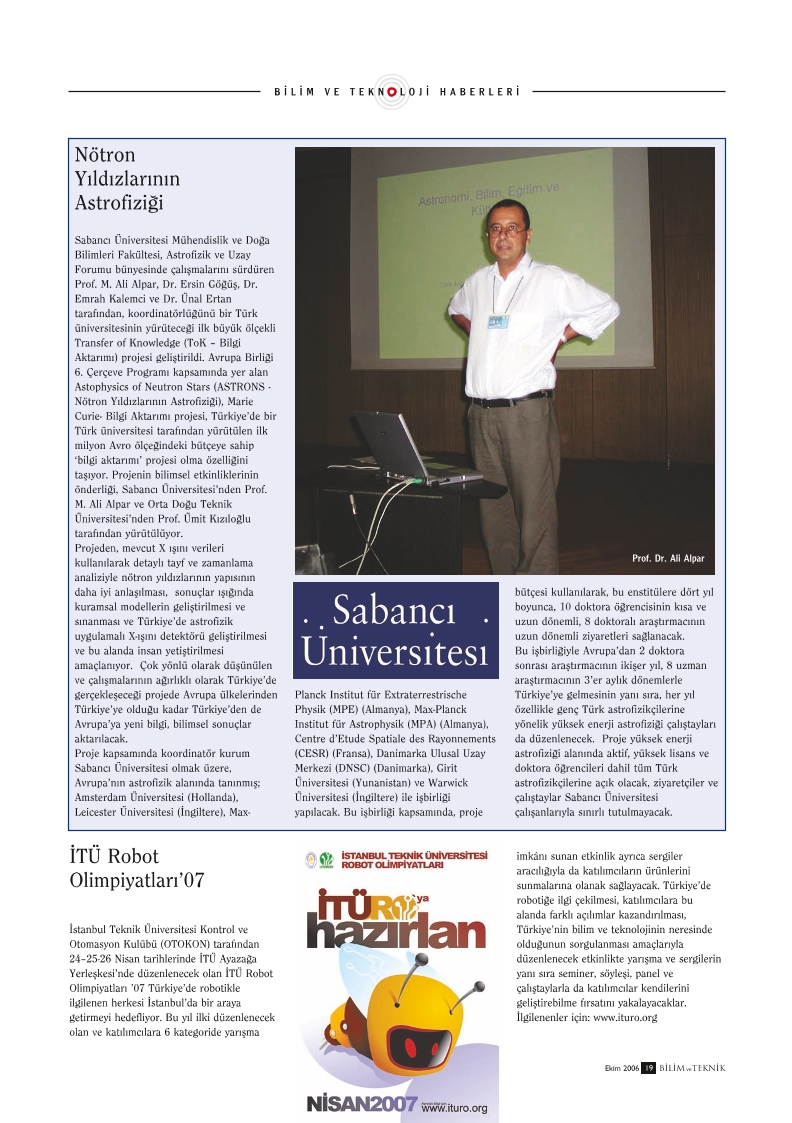 BİLİM VE TEKNOLOJİ HABERLERİ
Nötron
Yıldızlarının
Astrofiziği
Sabancı Üniversitesi Mühendislik ve Doğa
Bilimleri Fakültesi, Astrofizik ve Uzay
Forumu bünyesinde çalışmalarını sürdüren
Prof. M. Ali Alpar, Dr. Ersin Göğüş, Dr.
Emrah Kalemci ve Dr. Ünal Ertan
tarafından, koordinatörlüğünü bir Türk
üniversitesinin yürüteceği ilk büyük ölçekli
Transfer of Knowledge (ToK – Bilgi
Aktarımı) projesi geliştirildi. Avrupa Birliği
6. Çerçeve Programı kapsamında yer alan
Astophysics of Neutron Stars (ASTRONS -
Nötron Yıldızlarının Astrofiziği), Marie
Curie- Bilgi Aktarımı projesi, Türkiye'de bir
Türk üniversitesi tarafından yürütülen ilk
milyon Avro ölçeğindeki bütçeye sahip
'bilgi aktarımı' projesi olma özelliğini
taşıyor. Projenin bilimsel etkinliklerinin
önderliği, Sabancı Üniversitesi'nden Prof.
M. Ali Alpar ve Orta Doğu Teknik
Üniversitesi'nden Prof. Ümit Kızıloğlu
tarafından yürütülüyor.
Projeden, mevcut X ışını verileri
kullanılarak detaylı tayf ve zamanlama
analiziyle nötron yıldızlarının yapısının
daha iyi anlaşılması, sonuçlar ışığında
kuramsal modellerin geliştirilmesi ve
sınanması ve Türkiye'de astrofizik
uygulamalı X-ışını detektörü geliştirilmesi
ve bu alanda insan yetiştirilmesi
amaçlanıyor. Çok yönlü olarak düşünülen
ve çalışmalarının ağırlıklı olarak Türkiye'de
gerçekleşeceği projede Avrupa ülkelerinden
Türkiye'ye olduğu kadar Türkiye'den de
Avrupa'ya yeni bilgi, bilimsel sonuçlar
aktarılacak.
Proje kapsamında koordinatör kurum
Sabancı Üniversitesi olmak üzere,
Avrupa'nın astrofizik alanında tanınmış;
Amsterdam Üniversitesi (Hollanda),
Leicester Üniversitesi (İngiltere), Max-
Astronomi, Bilim, Eğitim ve
Prof. Dr. Ali Alpar
Sabancı
Üniversitesi
Planck Institut für Extraterrestrische
Physik (MPE) (Almanya), Max-Planck
Institut für Astrophysik (MPA) (Almanya),
Centre d'Etude Spatiale des Rayonnements
(CESR) (Fransa), Danimarka Ulusal Uzay
Merkezi (DNSC) (Danimarka), Girit
Üniversitesi (Yunanistan) ve Warwick
Üniversitesi (İngiltere) ile işbirliği
yapılacak. Bu işbirliği kapsamında, proje
bütçesi kullanılarak, bu enstitülere dört yıl
boyunca, 10 doktora öğrencisinin kısa ve
uzun dönemli, 8 doktoralı araştırmacının
uzun dönemli ziyaretleri sağlanacak.
Bu işbirliğiyle Avrupa'dan 2 doktora
sonrası araştırmacının ikişer yıl, 8 uzman
araştırmacının 3'er aylık dönemlerle
Türkiye'ye gelmesinin yanı sıra, her yıl
özellikle genç Türk astrofizikçilerine
yönelik yüksek enerji astrofiziği çalıştayları
da düzenlenecek. Proje yüksek enerji
astrofiziği alanında aktif, yüksek lisans ve
doktora öğrencileri dahil tüm Türk
astrofizikçilerine açık olacak, ziyaretçiler ve
çalıştaylar Sabancı Üniversitesi
çalışanlarıyla sınırlı tutulmayacak.
İTÜ Robot
Olimpiyatları'07
İstanbul Teknik Üniversitesi Kontrol ve
Otomasyon Kulübü (OTOKON) tarafından
24–25-26 Nisan tarihlerinde İTÜ Ayazağa
Yerleşkesi'nde düzenlenecek olan İTÜ Robot
Olimpiyatları '07 Türkiye'de robotikle
ilgilenen herkesi İstanbul'da bir araya
getirmeyi hedefliyor. Bu yıl ilki düzenlenecek
olan ve katılımcılara 6 kategoride yarışma
İSTANBUL TEKNİK ÜNİVERSİTESİ
ROBOT OLİMPİYATLARI
İTÜRO'ya
hazırlan
NİSAN2007 www.ituro.org
imkânı sunan etkinlik ayrıca sergiler
aracılığıyla da katılımcıların ürünlerini
sunmalarına olanak sağlayacak. Türkiye'de
robotiğe ilgi çekilmesi, katılımcılara bu
alanda farklı açılımlar kazandırılması,
Türkiye'nin bilim ve teknolojinin neresinde
olduğunun sorgulanması amaçlarıyla
düzenlenecek etkinlikte yarışma ve sergilerin
yanı sıra seminer, söyleşi, panel ve
çalıştaylarla da katılımcılar kendilerini
geliştirebilme fırsatını yakalayacaklar.
İlgilenenler için: www.ituro.org
Ekim 2006 19 BİLİM ve TEKNİK